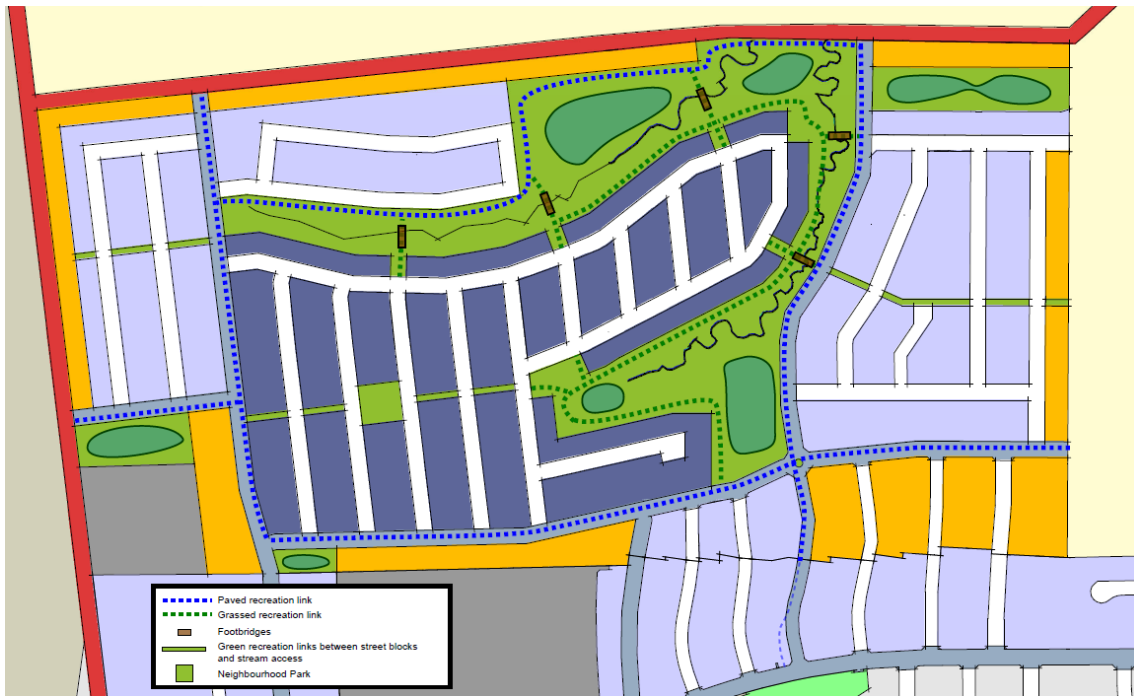 Paved recreation link
Grassed recreation link
Footbridges
Green recreation links between street blocks
and stream access
Neighbourhood Park